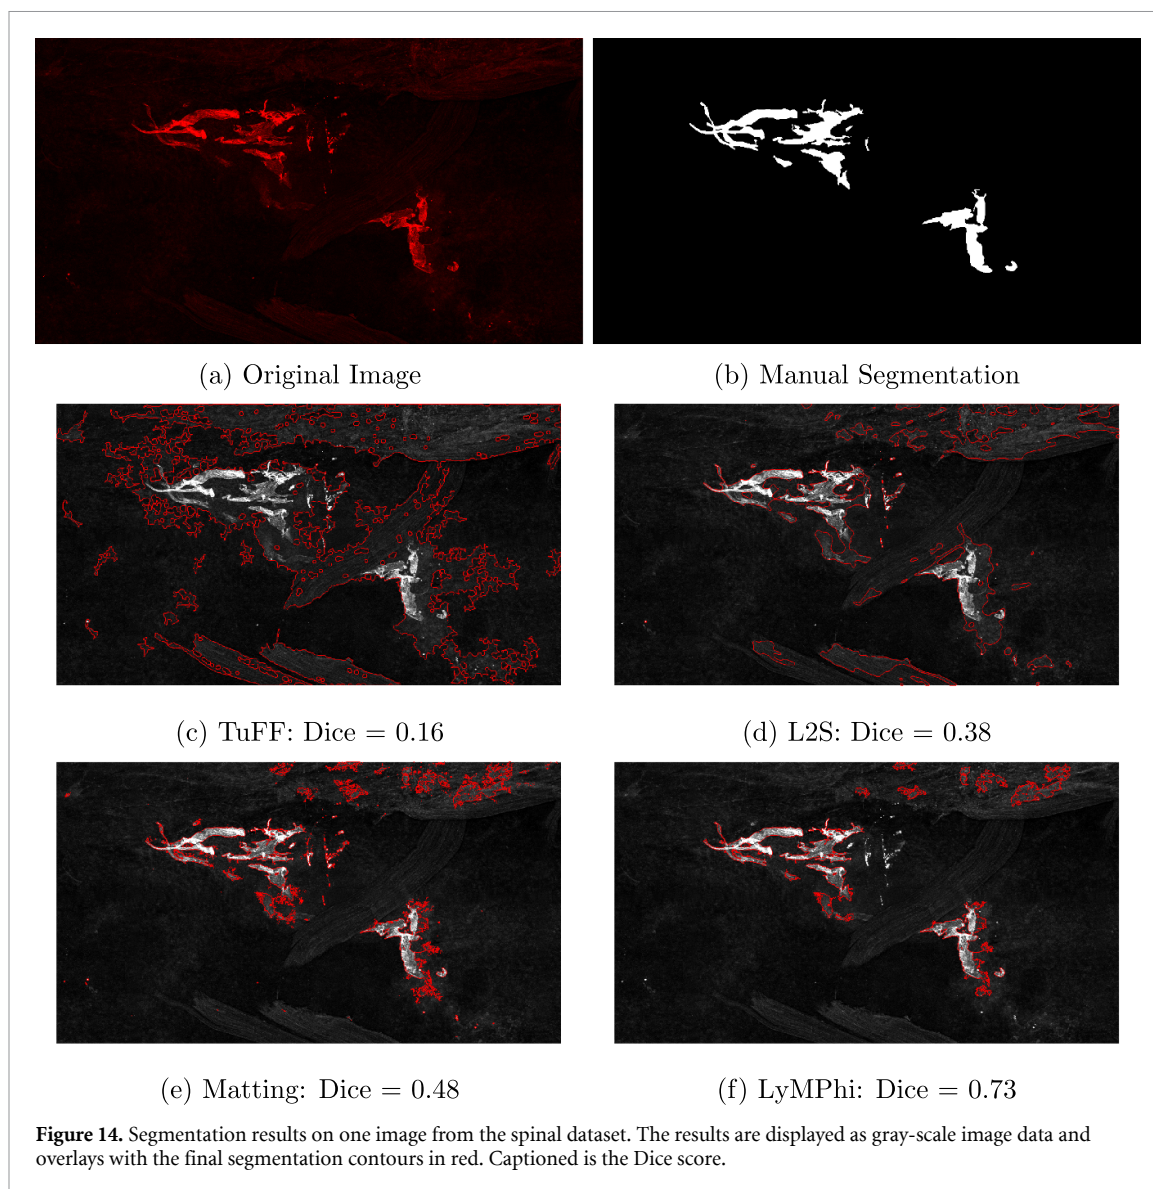 (a) Original Image
(b) Manual Segmentation
(c) TuFF: Dice = 0.16
(d) L2S: Dice = 0.38
(e) Matting: Dice = 0.48
(f) LyMPhi: Dice = 0.73
Figure 14. Segmentation results on one image from the spinal dataset. The results are displayed as gray-scale image data and
overlays with the final segmentation contours in red. Captioned is the Dice score.